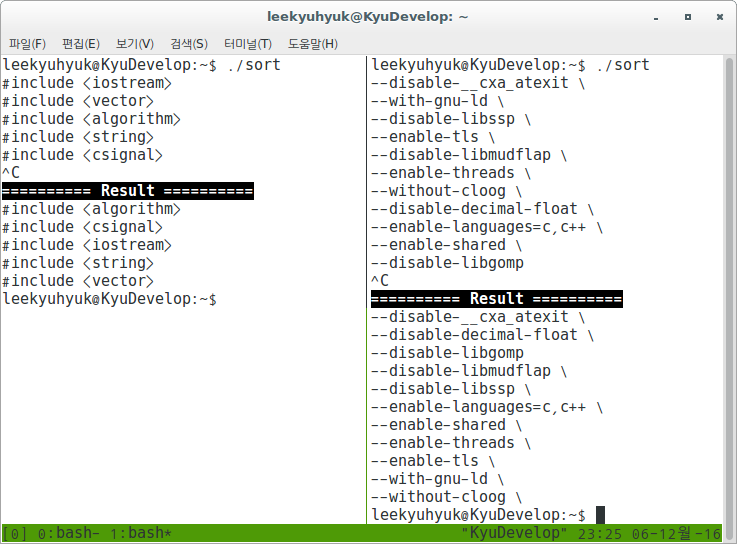 leekyuhyuk@KyuDevelop: ~
파일(F) 편집(E) 보기(V) 검색(S) 터미널(T) 도움말(H)
leekyuhyuk@KyuDevelop:~$ ./sort
#include <iostream>
#include <vector>
#include <algorithm>
#include <string>
#include <csignal>
^C
========== Result ==========
#include <algorithm>
#include <csignal>
#include <iostream>
#include <string>
#include <vector>
leekyuhyuk@KyuDevelop:~$
leekyuhyuk@KyuDevelop:~$ ./sort
--disable-__cxa_atexit \
--with-gnu-ld \
--disable-libssp \
--enable-tls \
--disable-libmudflap \
--enable-threads \
--without-cloog \
--disable-decimal-float \
--enable-languages=c,c++ \
--enable-shared \
--disable-libgomp
^C
========== Result ==========
--disable-__cxa_atexit \
--disable-decimal-float \
--disable-libgomp
--disable-libmudflap \
--disable-libssp \
--enable-languages=c,c++ \
--enable-shared \
--enable-threads \
--enable-tls \
--with-gnu-ld \
--without-cloog \
leekyuhyuk@KyuDevelop:~$
[0] 0:bash- 1:bash* "KyuDevelop" 23:25 06-12월-16